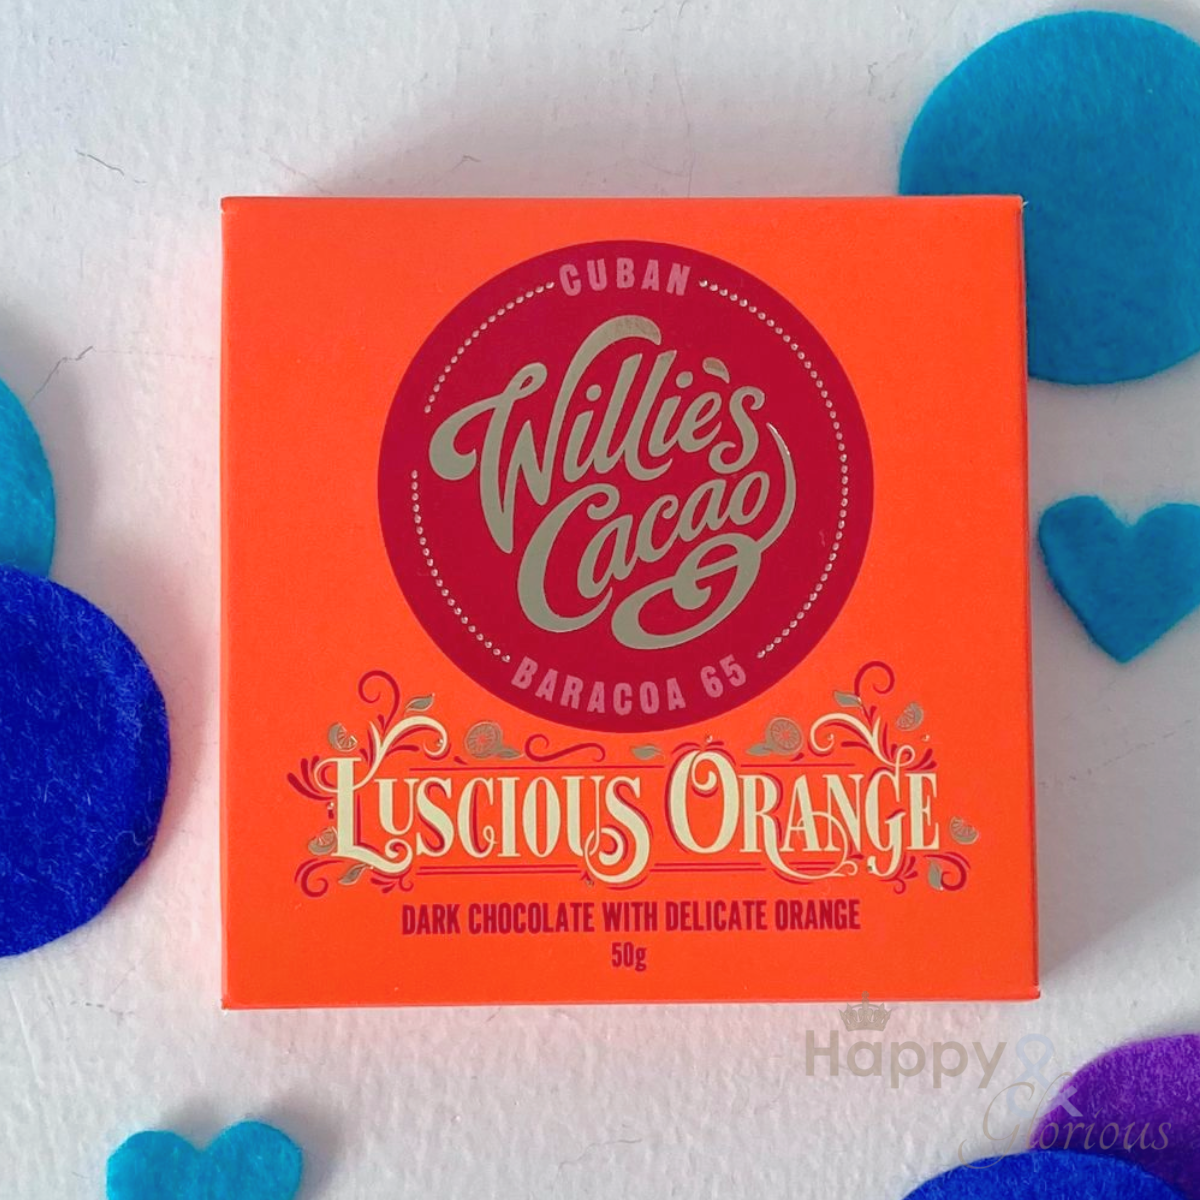 CUBAN
Willie's
Cacao
BARACOA 65
LUSCIOUS ORANGE
DARK CHOCOLATE WITH DELICATE ORANGE
50g
Happy &
Glorious